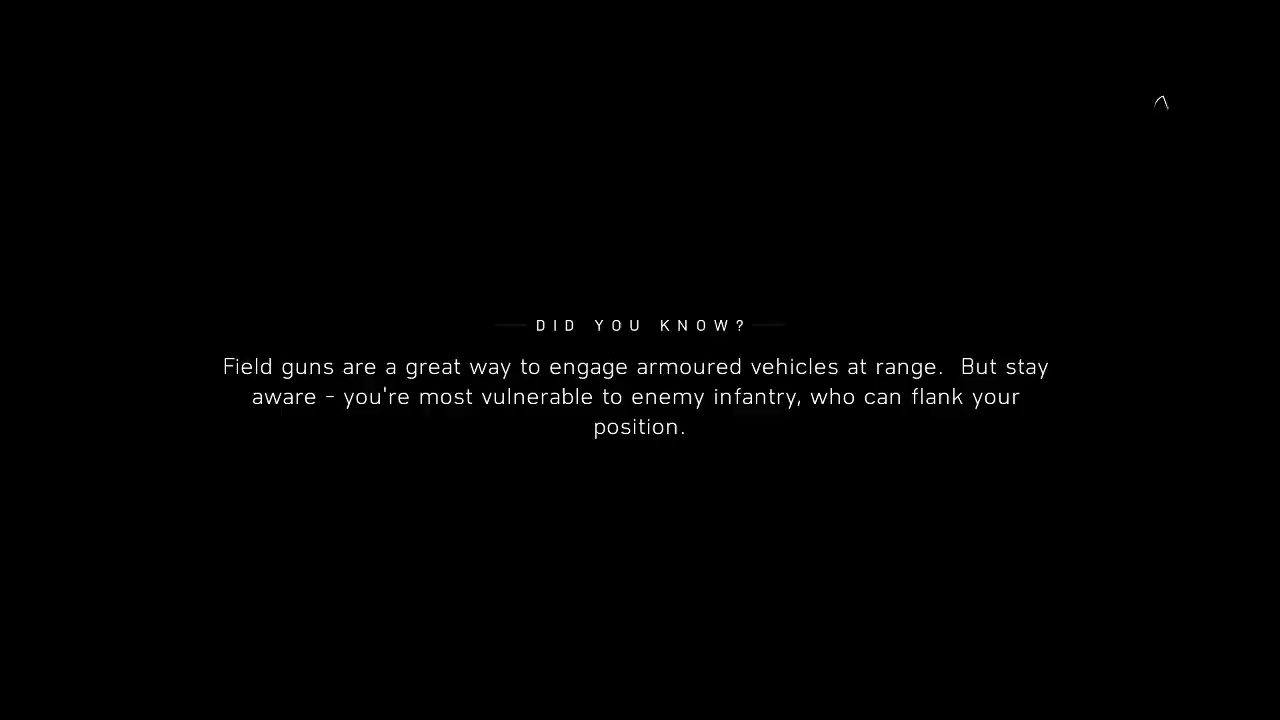 DID YOU KNOW?
Field guns are a great way to engage armoured vehicles at range.  But stay
aware - you're most vulnerable to enemy infantry, who can flank your
position.